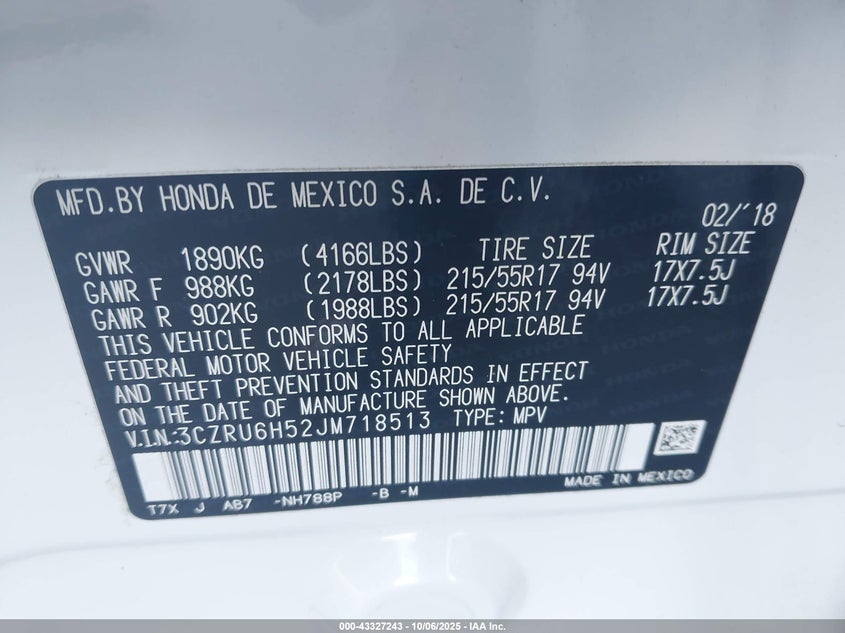 MFD.BY HONDA DE MEXICO S.A. DE C.V.
02/'18
GVWR 1890KG (4166LBS) TIRE SIZE RIM SIZE
GAWR F 988KG (2178LBS) 215/55R17 94V 17X7.5J
GAWR R 902KG (1988LBS) 215/55R17 94V 17X7.5J
THIS VEHICLE CONFORMS TO ALL APPLICABLE
FEDERAL MOTOR VEHICLE SAFETY
AND THEFT PREVENTION STANDARDS IN EFFECT
ON THE DATE OF MANUFACTURE SHOWN ABOVE.
V.I.N:3CZRU6H52JM718513 TYPE: MPV
T7X J AB7 -NH788P -B -M MADE IN MEXICO
000-43327243 | 10/06/2025 - IAA Inc.